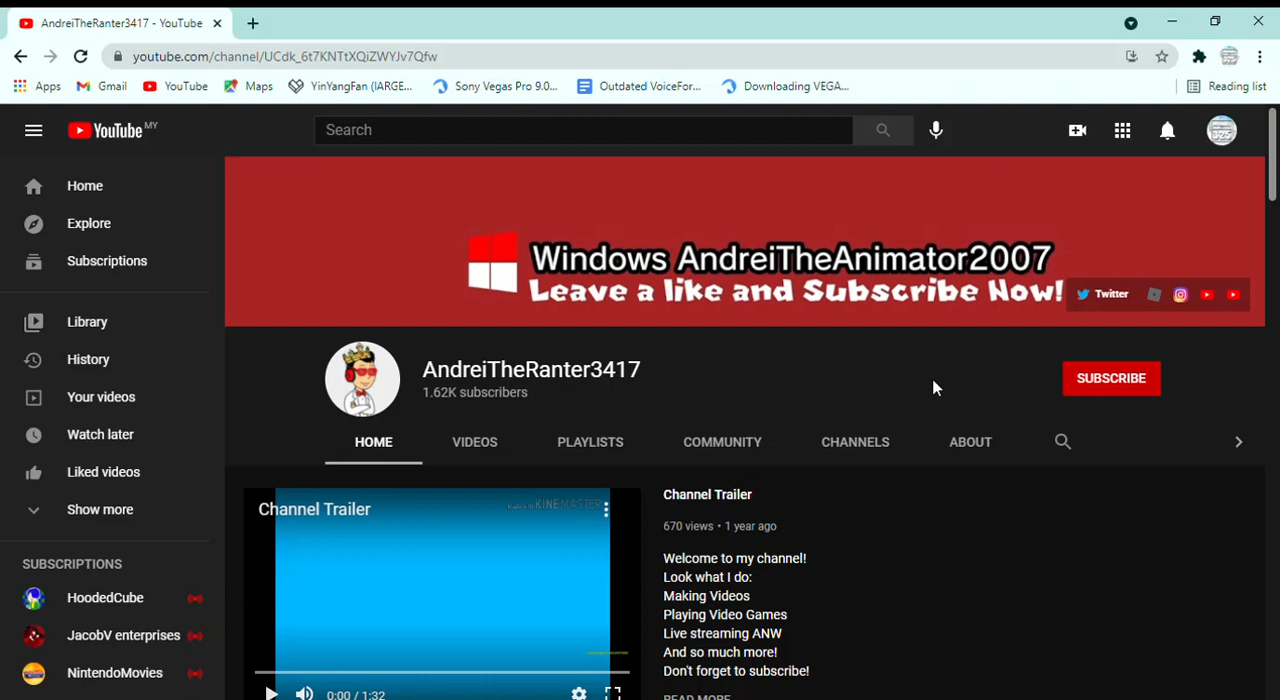 AndreiTheRanter3417 - YouTube
youtube.com/channel/UCdk_6t7KNTtXQiZWYJv7Qfw
Apps Gmail YouTube Maps YinYangFan (IARGE... Sony Vegas Pro 9.0... Outdated VoiceFor... Downloading VEGA... Reading list
YouTube MY
Search
Home
Explore
Subscriptions
Library
History
Your videos
Watch later
Liked videos
Show more
SUBSCRIPTIONS
HoodedCube
JacobV enterprises
NintendoMovies
Windows AndreiTheAnimator2007
Leave a like and Subscribe Now!
Twitter
AndreiTheRanter3417
1.62K subscribers
SUBSCRIBE
HOME VIDEOS PLAYLISTS COMMUNITY CHANNELS ABOUT
Channel Trailer
KINEMASTER
0:00 / 1:32
Channel Trailer
670 views • 1 year ago
Welcome to my channel!
Look what I do:
Making Videos
Playing Video Games
Live streaming ANW
And so much more!
Don't forget to subscribe!
READ MORE